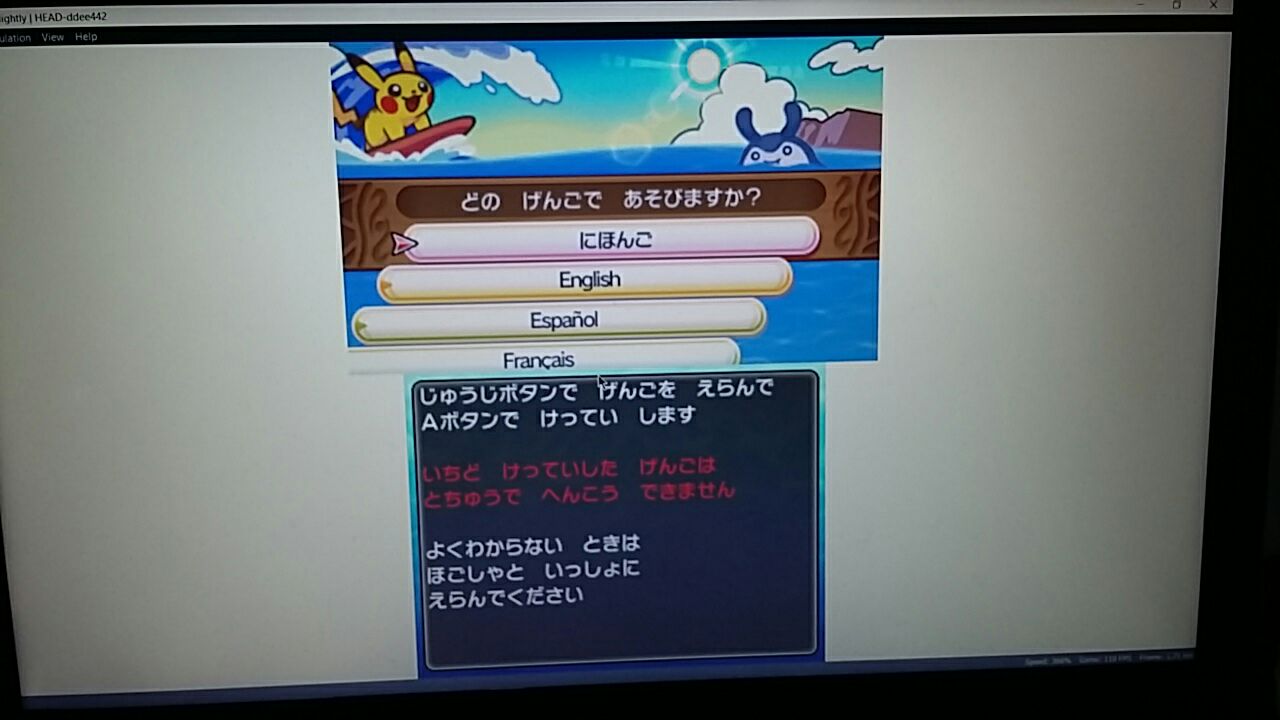 ightly | HEAD-ddee442
ulation View Help
どの げんごで あそびますか?
にほんご
English
Español
Français
じゅうじボタンで げんごを えらんで
Aボタンで けってい します
いちど けっていした げんごは
とちゅうで へんこう できません
よくわからない ときは
ほごしゃと いっしょに
えらんでください